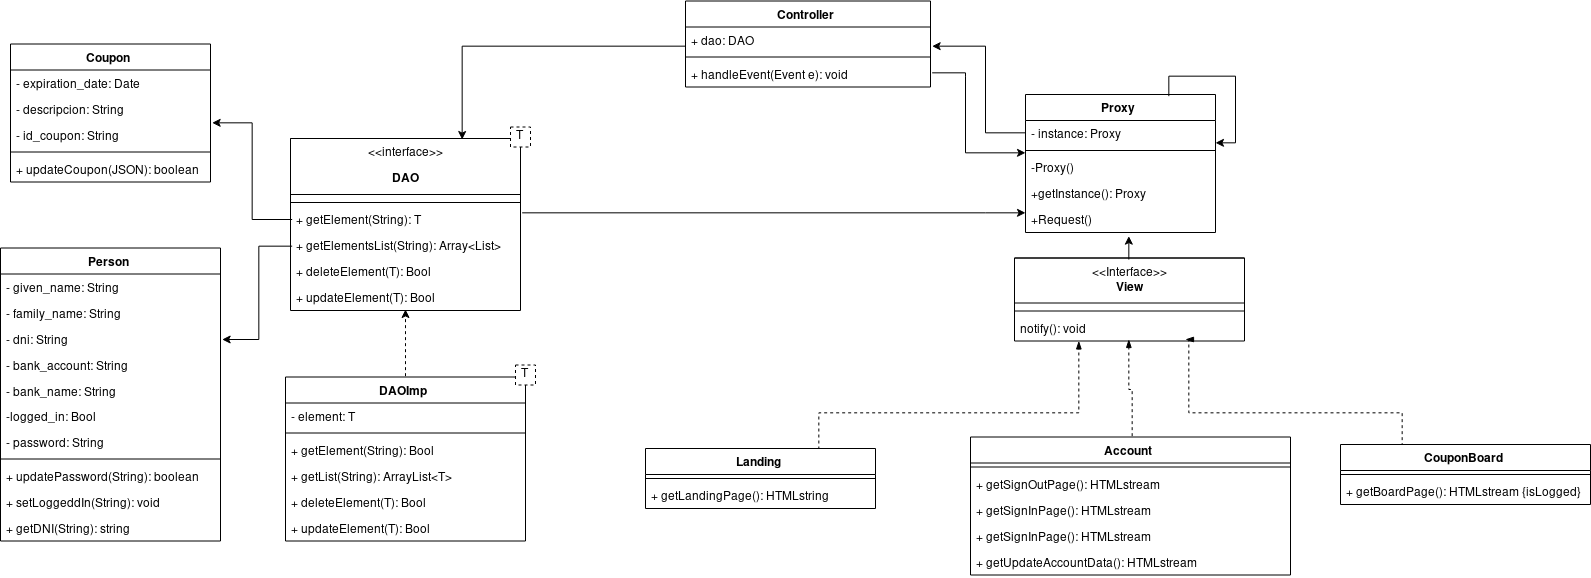 Controller
+ dao: DAO
+ handleEvent(Event e): void
Coupon
- expiration_date: Date
- descripcion: String
- id_coupon: String
+ updateCoupon(JSON): boolean
T
<<interface>>
DAO
+ getElement(String): T
+ getElementsList(String): Array<List>
+ deleteElement(T): Bool
+ updateElement(T): Bool
Proxy
- instance: Proxy
-Proxy()
+getInstance(): Proxy
+Request()
Person
- given_name: String
- family_name: String
- dni: String
- bank_account: String
- bank_name: String
-logged_in: Bool
- password: String
+ updatePassword(String): boolean
+ setLoggeddIn(String): void
+ getDNI(String): string
<<Interface>>
View
notify(): void
T
DAOImp
- element: T
+ getElement(String): Bool
+ getList(String): ArrayList<T>
+ deleteElement(T): Bool
+ updateElement(T): Bool
Landing
+ getLandingPage(): HTMLstring
Account
+ getSignOutPage(): HTMLstream
+ getSignInPage(): HTMLstream
+ getSignInPage(): HTMLstream
+ getUpdateAccountData(): HTMLstream
CouponBoard
+ getBoardPage(): HTMLstream {isLogged}